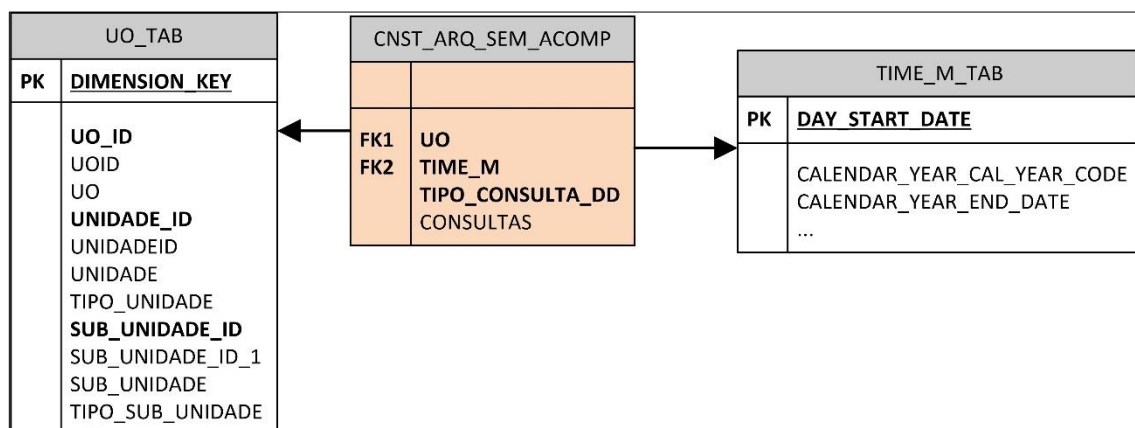 UO_TAB
PK DIMENSION_KEY
UO_ID
UOID
UO
UNIDADE_ID
UNIDADEID
UNIDADE
TIPO_UNIDADE
SUB_UNIDADE_ID
SUB_UNIDADE_ID_1
SUB_UNIDADE
TIPO_SUB_UNIDADE
CNST_ARQ_SEM_ACOMP
FK1 UO
FK2 TIME_M
TIPO_CONSULTA_DD
CONSULTAS
TIME_M_TAB
PK DAY_START_DATE
CALENDAR_YEAR_CAL_YEAR_CODE
CALENDAR_YEAR_END_DATE
...